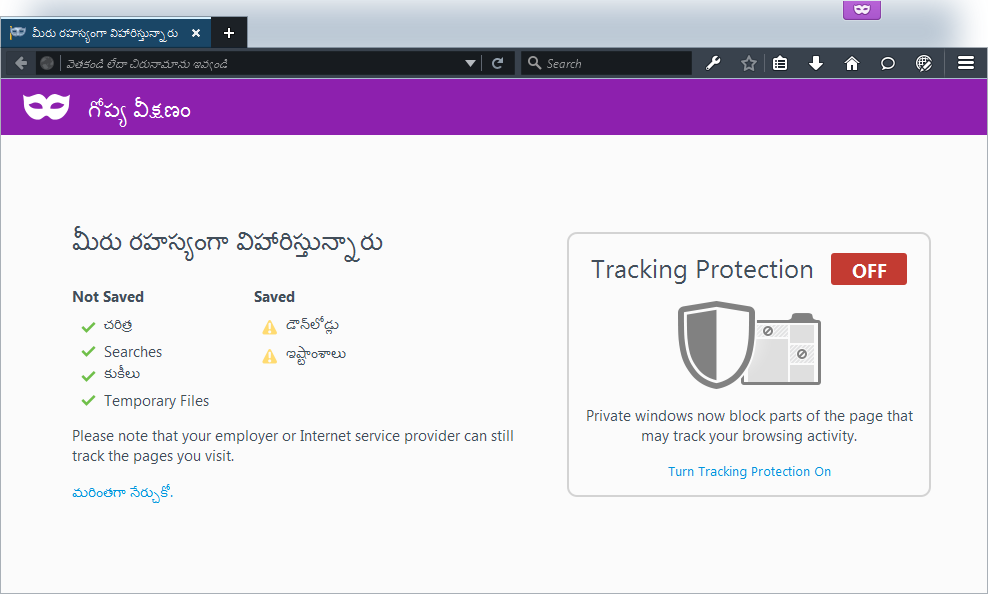 మీరు రహస్యంగా విహారిస్తున్నారు
వెతకండి లేదా చిరునామాను ఇవ్వండి
Search
గోప్య వీక్షణం
మీరు రహస్యంగా విహారిస్తున్నారు
Not Saved
చరిత్ర
Searches
కుకీలు
Temporary Files
Saved
డౌన్‌లోడ్లు
ఇష్టాంశాలు
Please note that your employer or Internet service provider can still
track the pages you visit.
మరింతగా నేర్చుకో.
Tracking Protection
OFF
Private windows now block parts of the page that
may track your browsing activity.
Turn Tracking Protection On